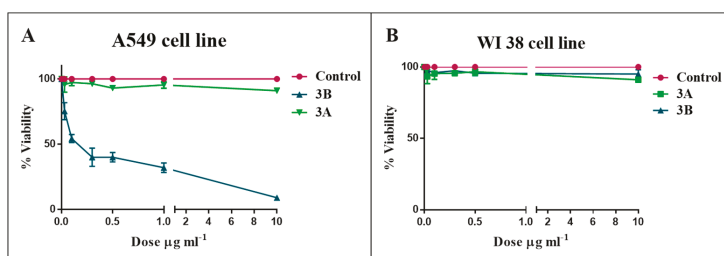 A
A549 cell line
% Viability
100
50
0
0.0
0.5
1.0
2
4
6
8
10
Dose μg ml-1
Control
3B
3A
B
WI 38 cell line
% Viability
100
50
0
0.0
0.5
1.0
2
4
6
8
10
Dose μg ml-1
Control
3A
3B